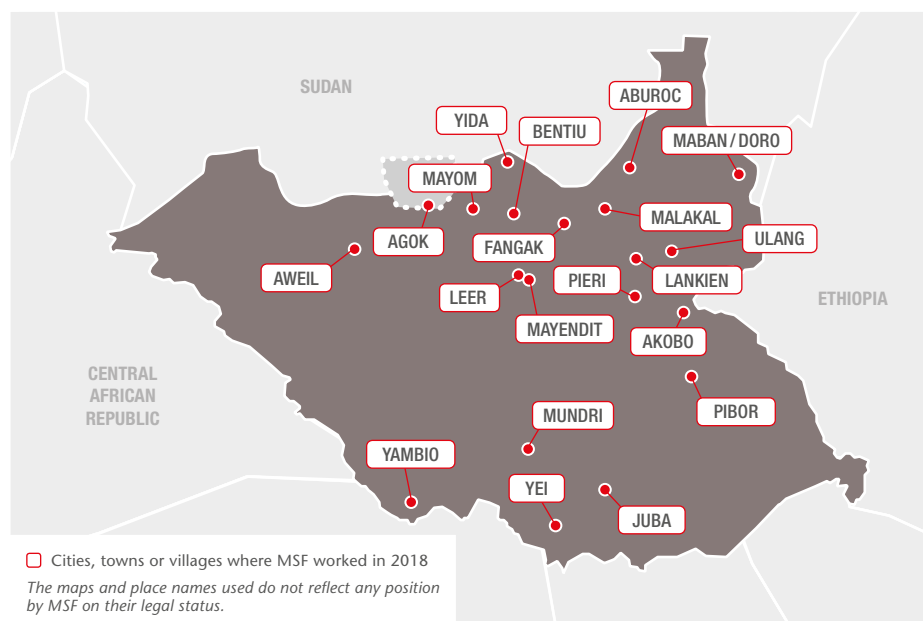 SUDAN
ABUROC
YIDA
BENTIU
MABAN / DORO
MAYOM
MALAKAL
ULANG
AGOK
FANGAK
AWEIL
PIERI
LANKIEN
LEER
ETHIOPIA
MAYENDIT
AKOBO
CENTRAL
AFRICAN
REPUBLIC
PIBOR
MUNDRI
YAMBIO
YEI
JUBA
Cities, towns or villages where MSF worked in 2018
The maps and place names used do not reflect any position
by MSF on their legal status.